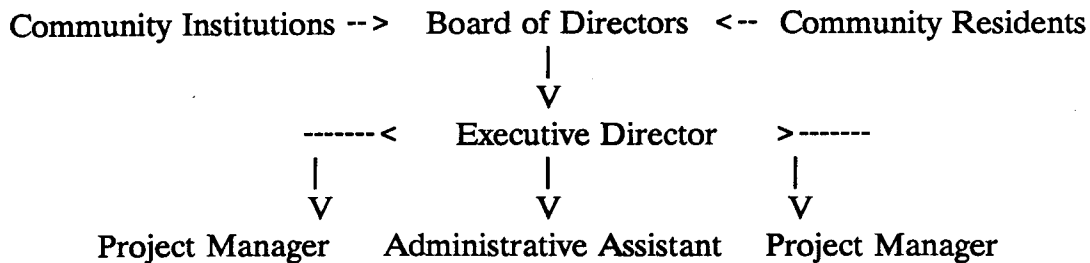 Community Institutions --> Board of Directors <-- Community Residents
|
V
-------< Executive Director >-------
| | |
V V V
Project Manager Administrative Assistant Project Manager